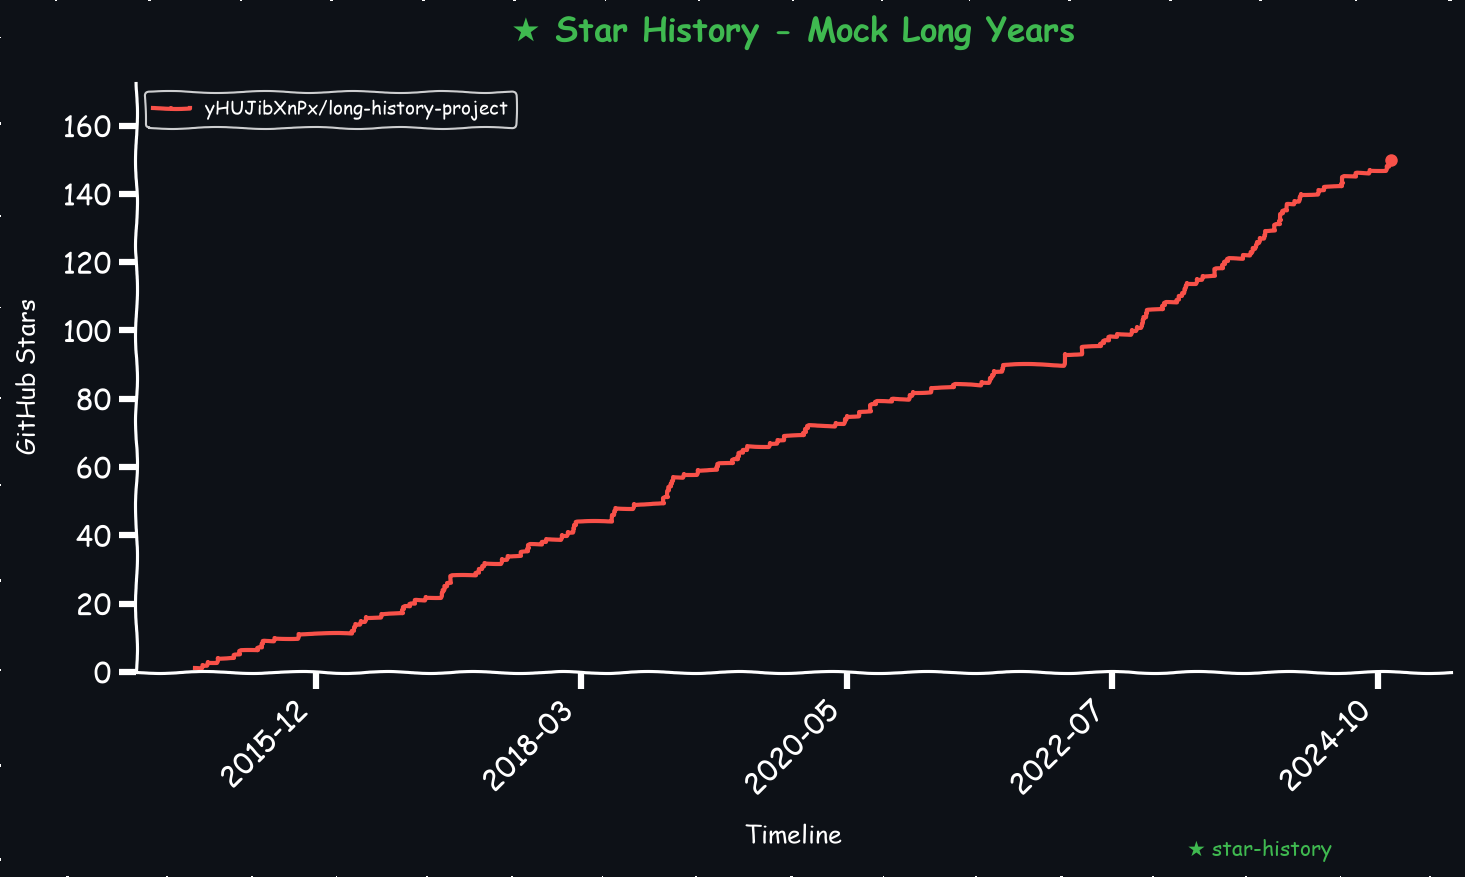 ★ Star History - Mock Long Years
yHUJibXnPx/long-history-project
160
140
120
100
80
60
40
20
0
GitHub Stars
2015-12
2018-03
2020-05
2022-07
2024-10
Timeline
★ star-history